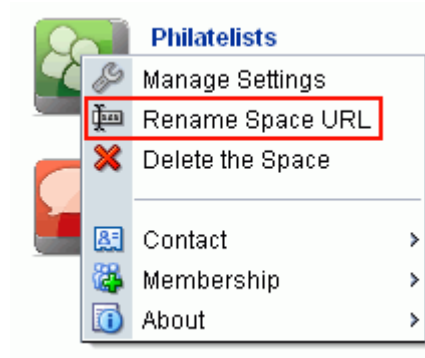 Philatelists
Manage Settings
Rename Space URL
Delete the Space
Contact
Membership
About